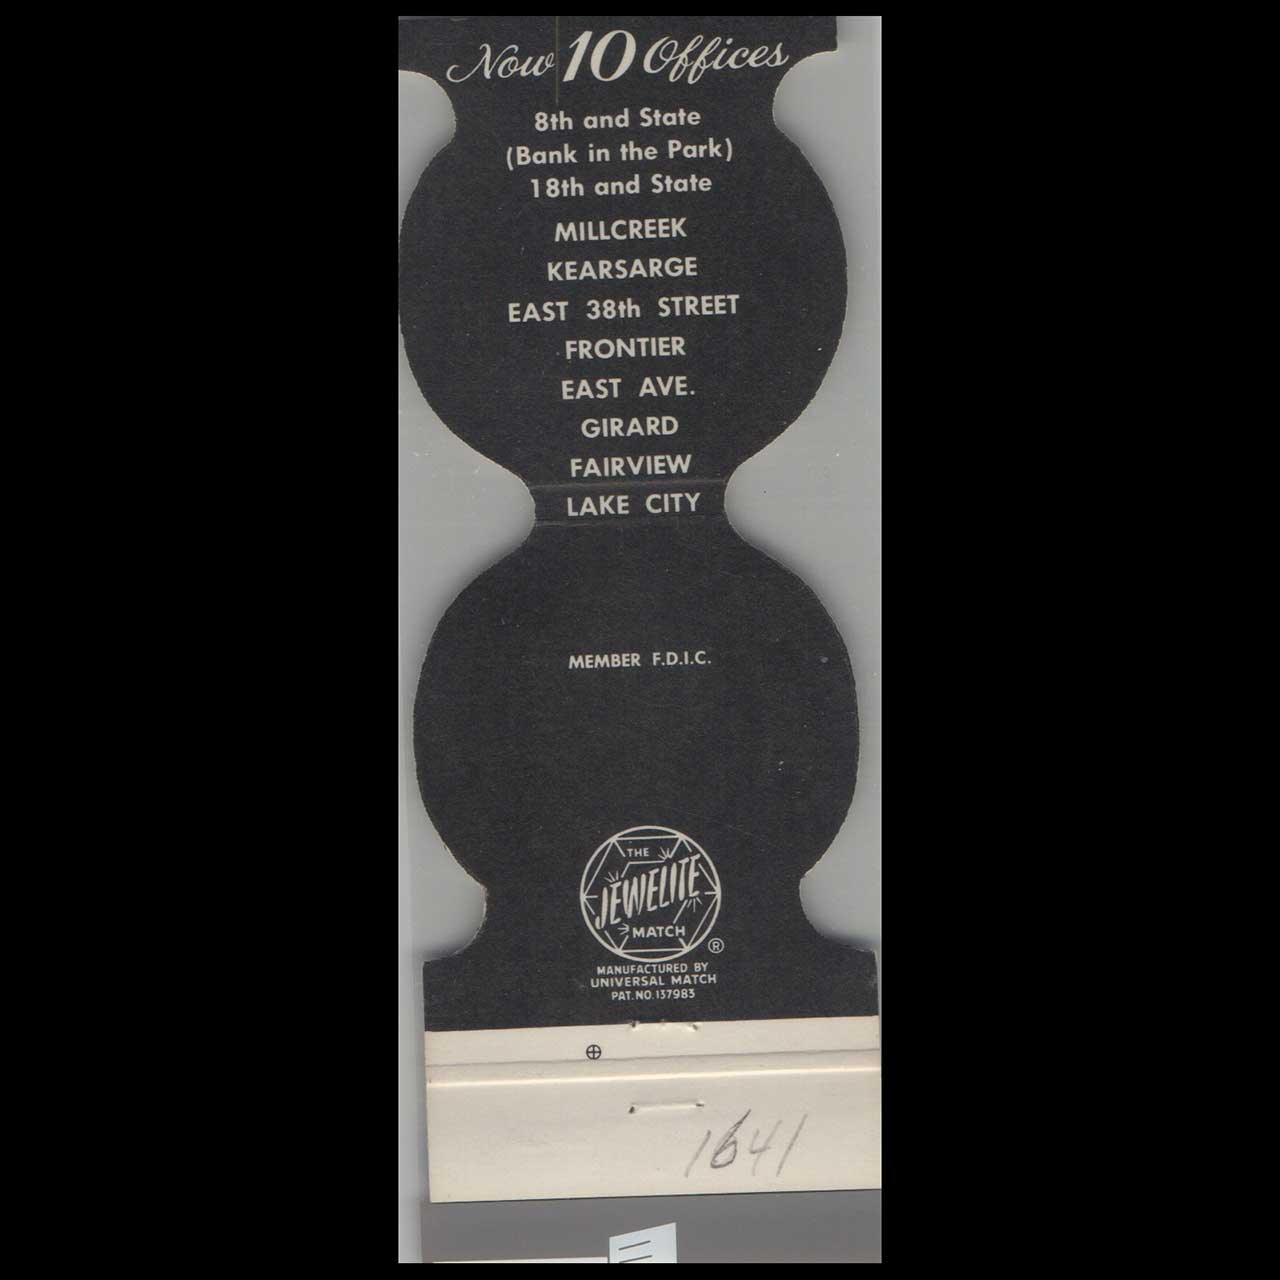 Now 10 Offices
8th and State
(Bank in the Park)
18th and State
MILLCREEK
KEARSARGE
EAST 38th STREET
FRONTIER
EAST AVE.
GIRARD
FAIRVIEW
LAKE CITY
MEMBER F.D.I.C.
THE
JEWELITE
MATCH
®
MANUFACTURED BY
UNIVERSAL MATCH
PAT. NO. 137983
1641